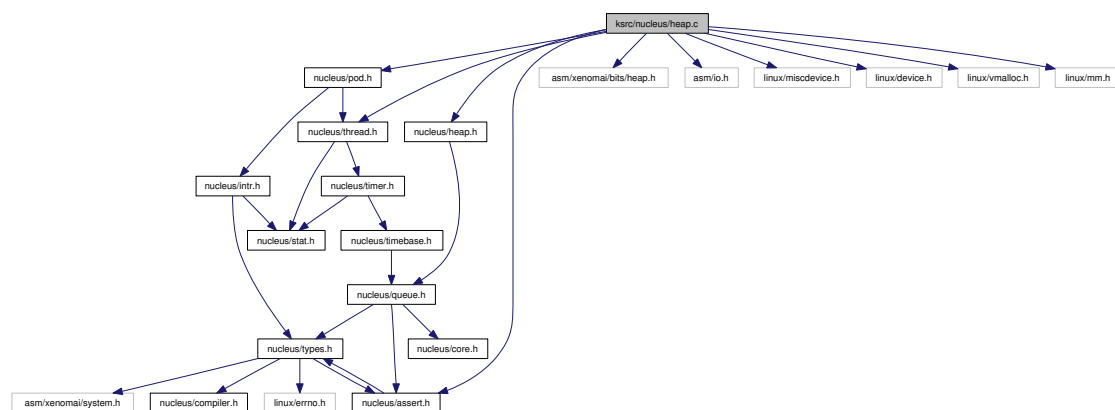 ksrc/nucleus/heap.c
nucleus/pod.h
asm/xenomai/bits/heap.h
asm/io.h
linux/miscdevice.h
linux/device.h
linux/vmalloc.h
linux/mm.h
nucleus/thread.h
nucleus/heap.h
nucleus/intr.h
nucleus/timer.h
nucleus/stat.h
nucleus/timebase.h
nucleus/queue.h
nucleus/types.h
nucleus/core.h
asm/xenomai/system.h
nucleus/compiler.h
linux/errno.h
nucleus/assert.h